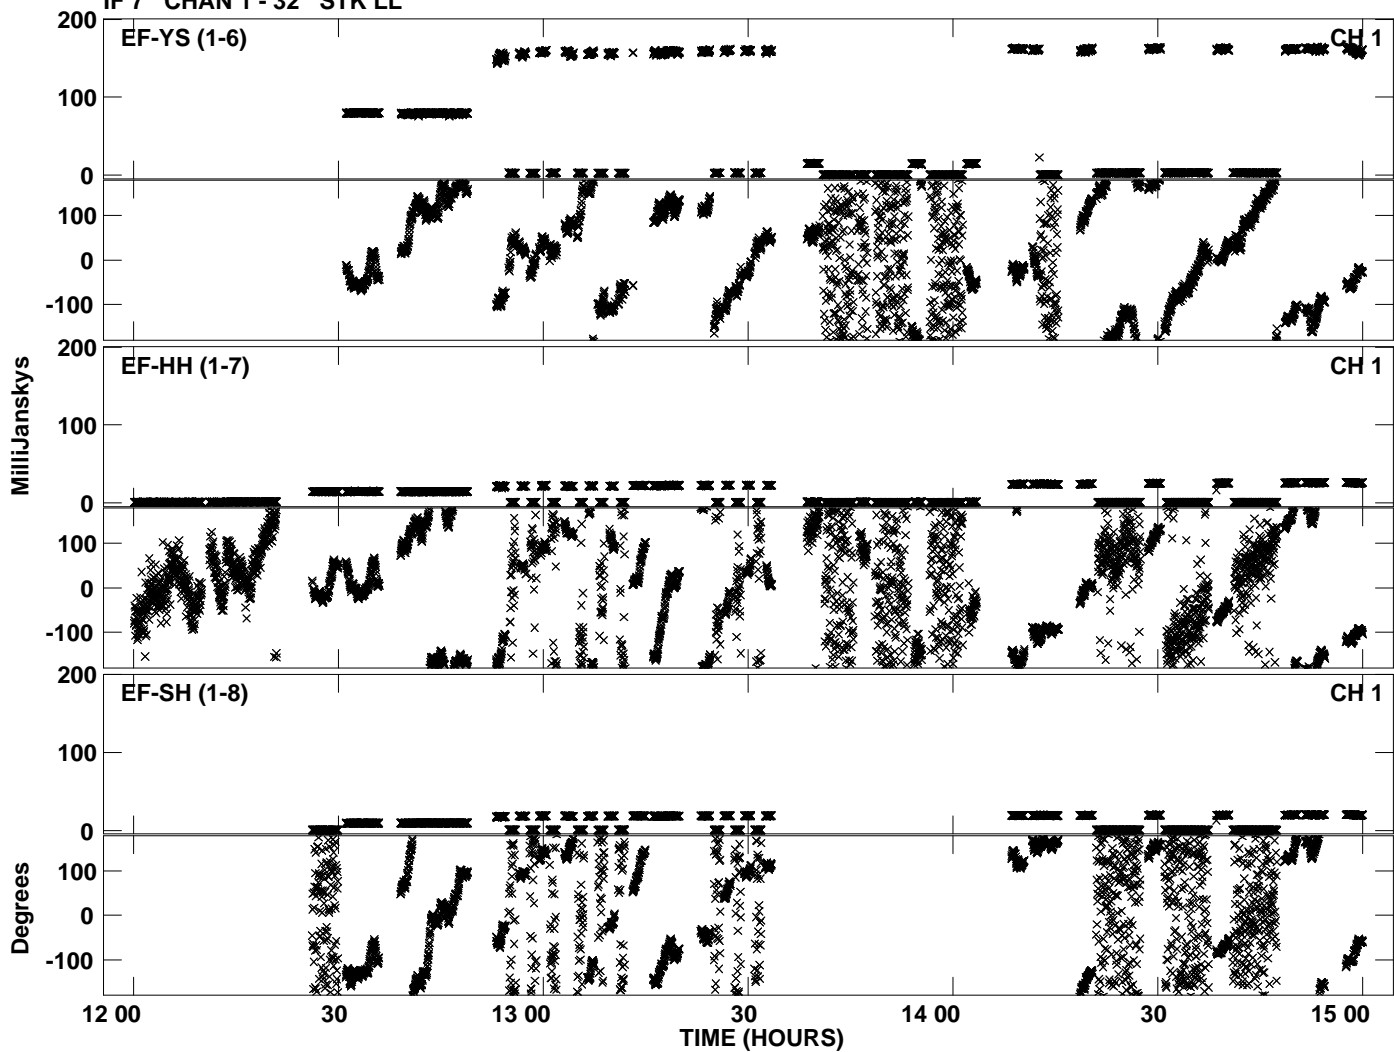 IF 7 CHAN 1 - 32 STK LL
200
EF-YS (1-6)
CH 1
100
0
100
0
-100
200
EF-HH (1-7)
CH 1
100
0
100
0
-100
MilliJanskys
200
EF-SH (1-8)
CH 1
100
0
100
0
-100
Degrees
12 00
30
13 00
30
14 00
30
15 00
TIME (HOURS)